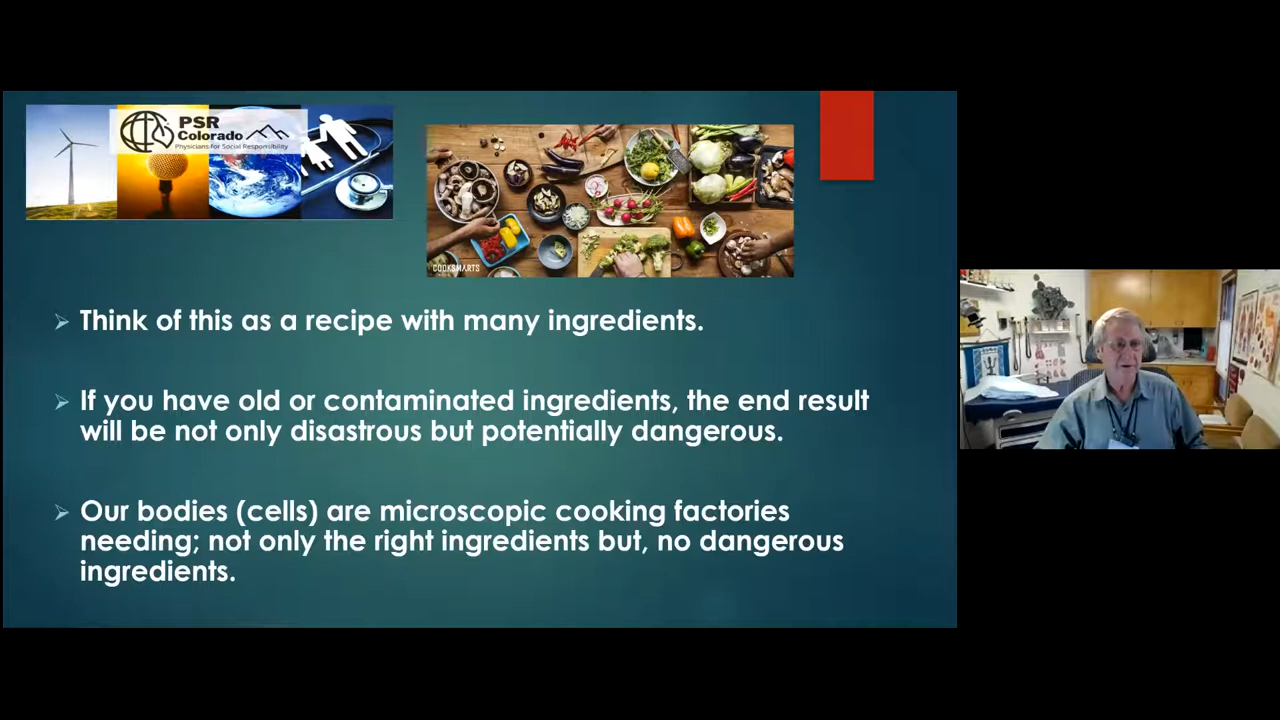 PSR
Colorado
Physicians for Social Responsibility
COOKSMARTS
Think of this as a recipe with many ingredients.
If you have old or contaminated ingredients, the end result
will be not only disastrous but potentially dangerous.
Our bodies (cells) are microscopic cooking factories
needing; not only the right ingredients but, no dangerous
ingredients.